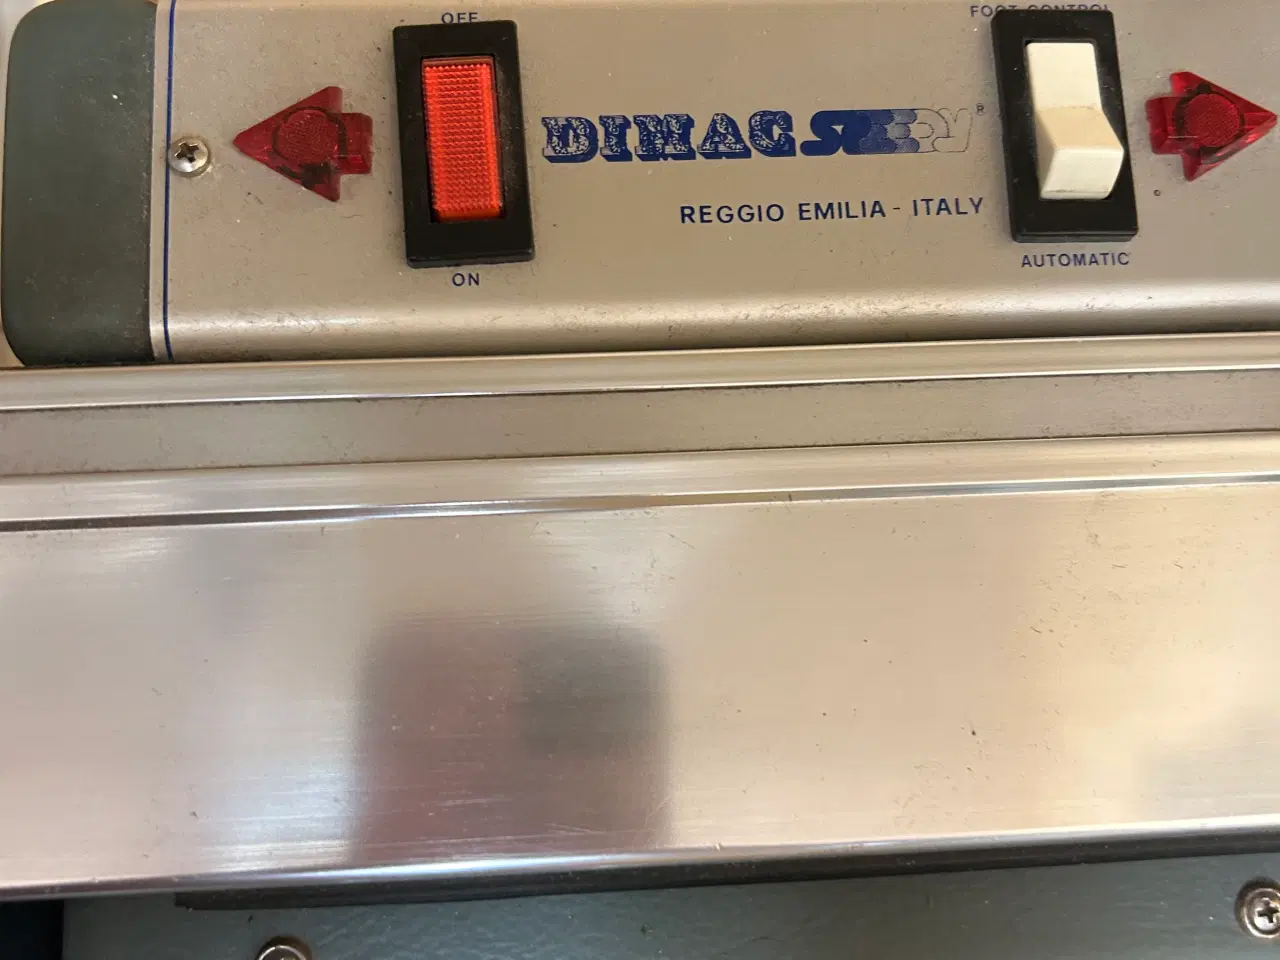 OFF
FOOT CONTROL
DIMAC SPEEDY®
REGGIO EMILIA - ITALY
ON
AUTOMATIC